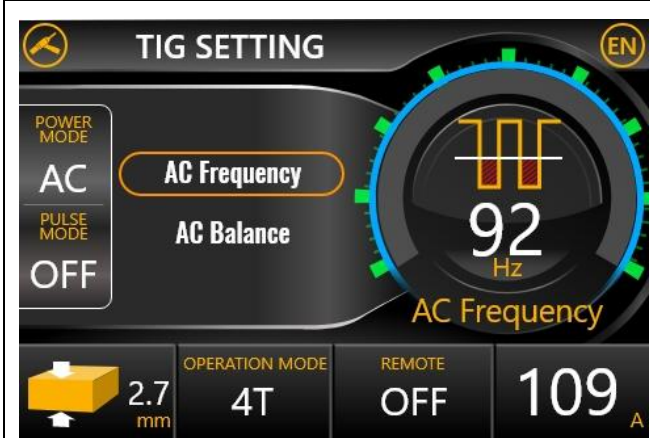 TIG SETTING
EN
POWER
MODE
AC
PULSE
MODE
OFF
AC Frequency
AC Balance
92
Hz
AC Frequency
2.7
mm
OPERATION MODE
4T
REMOTE
OFF
109
A